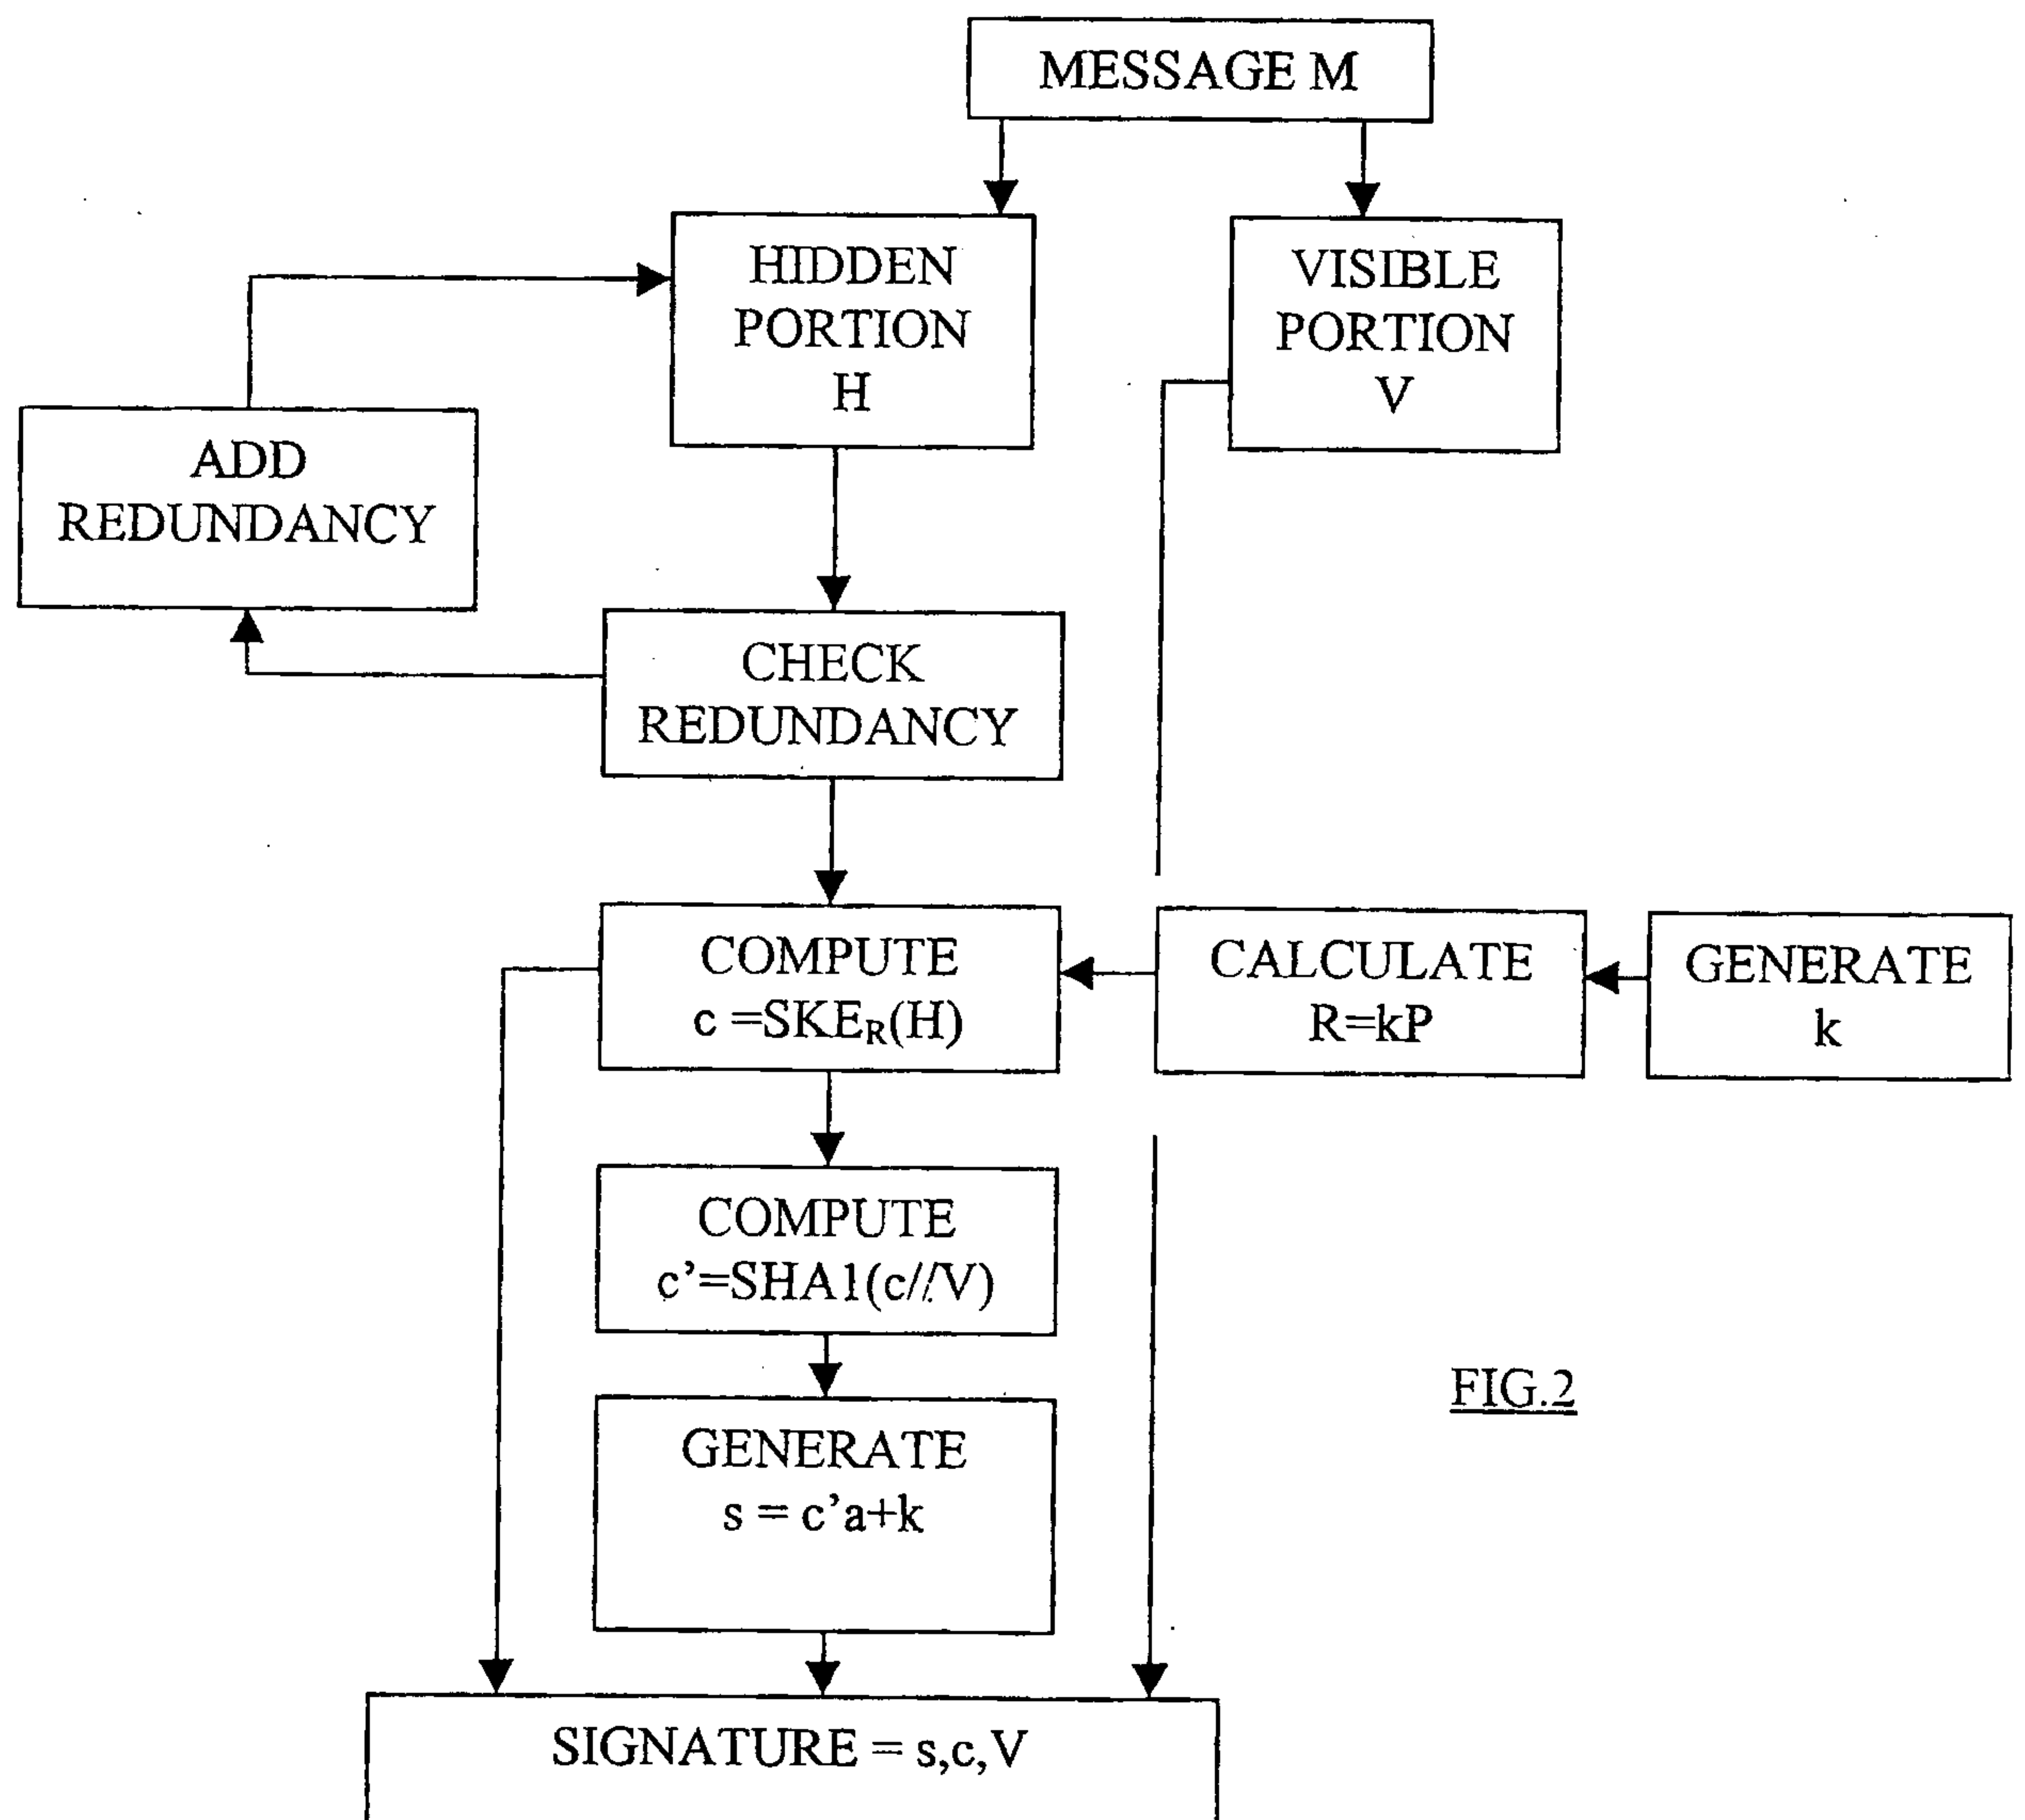 MESSAGE M
HIDDEN
PORTION
H
VISIBLE
PORTION
V
ADD
REDUNDANCY
CHECK
REDUNDANCY
COMPUTE
c =SKE_R(H)
CALCULATE
R=kP
GENERATE
k
COMPUTE
c'=SHA1(c//V)
GENERATE
s = c'a+k
FIG.2
SIGNATURE = s,c,V